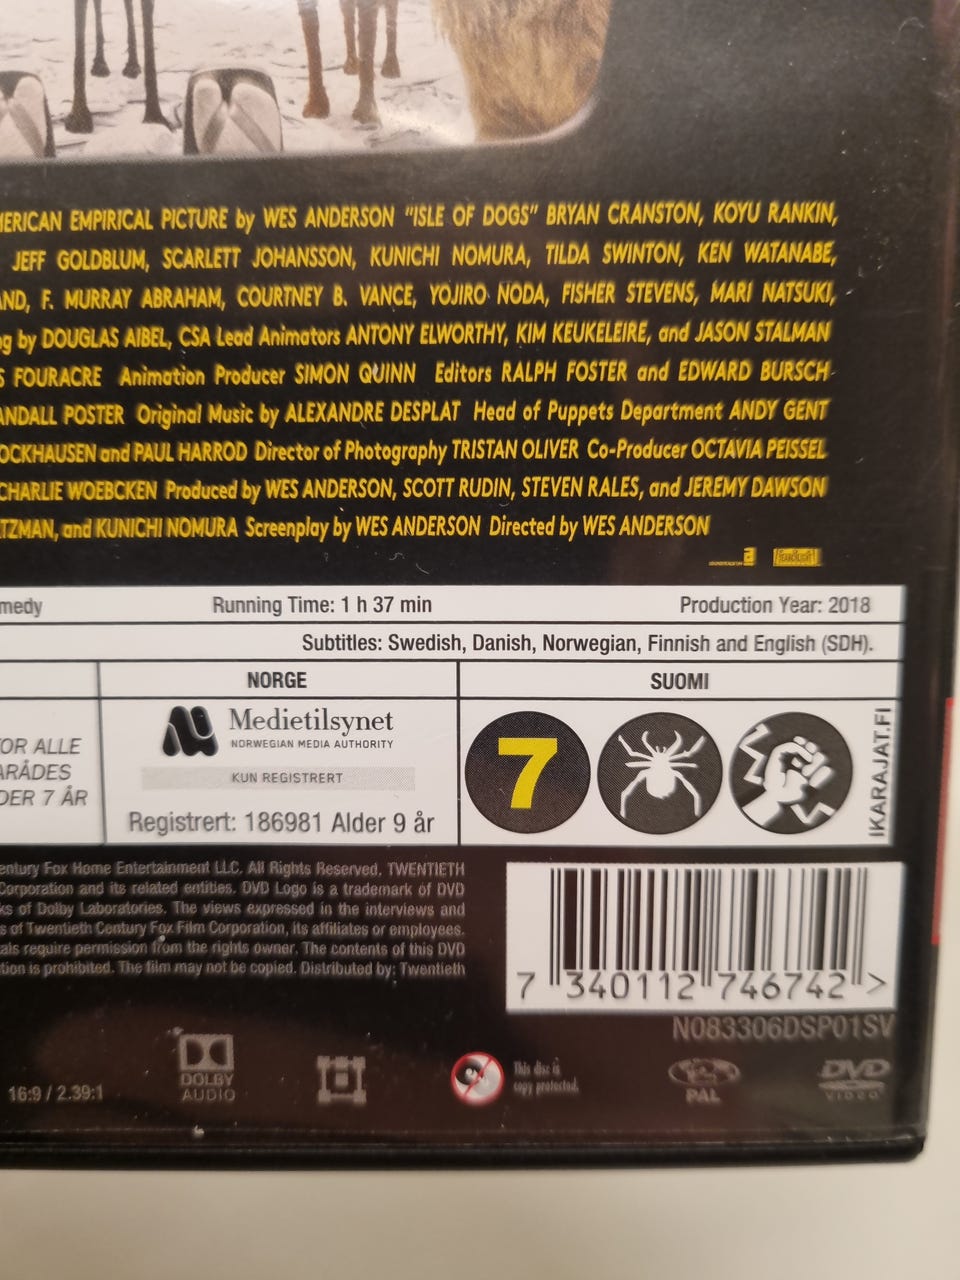 MERICAN EMPIRICAL PICTURE by WES ANDERSON "ISLE OF DOGS" BRYAN CRANSTON, KOYU RANKIN,
JEFF GOLDBLUM, SCARLETT JOHANSSON, KUNICHI NOMURA, TILDA SWINTON, KEN WATANABE,
AND, F. MURRAY ABRAHAM, COURTNEY B. VANCE, YOJIRO NODA, FISHER STEVENS, MARI NATSUKI,
g by DOUGLAS AIBEL, CSA Lead Animators ANTONY ELWORTHY, KIM KEUKELEIRE, and JASON STALMAN
S FOURACRE Animation Producer SIMON QUINN Editors RALPH FOSTER and EDWARD BURSCH
ANDALL POSTER Original Music by ALEXANDRE DESPLAT Head of Puppets Department ANDY GENT
OCKHAUSEN and PAUL HARROD Director of Photography TRISTAN OLIVER Co-Producer OCTAVIA PEISSEL
CHARLIE WOEBCKEN Produced by WES ANDERSON, SCOTT RUDIN, STEVEN RALES, and JEREMY DAWSON
TZMAN, and KUNICHI NOMURA Screenplay by WES ANDERSON Directed by WES ANDERSON
medy Running Time: 1 h 37 min Production Year: 2018
Subtitles: Swedish, Danish, Norwegian, Finnish and English (SDH).
NORGE SUOMI
OR ALLE
ARÅDES
DER 7 ÅR
Medietilsynet
NORWEGIAN MEDIA AUTHORITY
KUN REGISTRERT
Registrert: 186981 Alder 9 år
7
IKARAJAT.FI
entury Fox Home Entertainment LLC. All Rights Reserved. TWENTIETH
Corporation and its related entities. DVD Logo is a trademark of DVD
ks of Dolby Laboratories. The views expressed in the interviews and
s of Twentieth Century Fox Film Corporation, its affiliates or employees.
als require permission from the rights owner. The contents of this DVD
tion is prohibited. The film may not be copied. Distributed by: Twentieth
7 340112 746742 >
N083306DSP01SV
16:9 / 2.39:1
DOLBY
AUDIO
This disc is
copy protected.
PAL
DVD
VIDEO